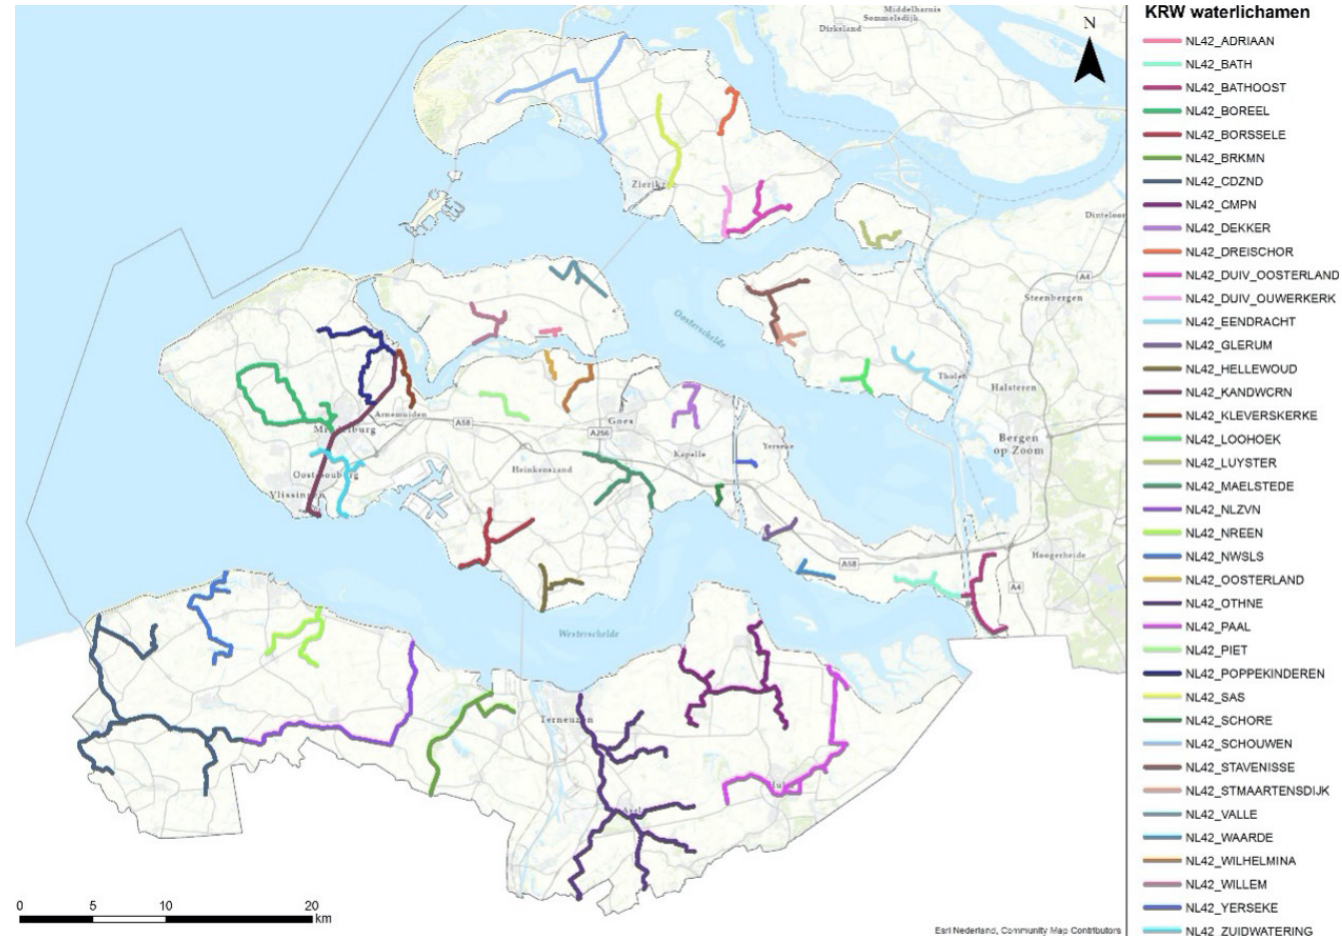 KRW waterlichamen
NL42_ADRIAAN
NL42_BATH
NL42_BATHOOST
NL42_BOREEL
NL42_BORSSELE
NL42_BRKMN
NL42_CDZND
NL42_CMPN
NL42_DEKKER
NL42_DREISCHOR
NL42_DUIV_OOSTERLAND
NL42_DUIV_OUWERKERK
NL42_EENDRACHT
NL42_GLERUM
NL42_HELLEWOUD
NL42_KANDWCRN
NL42_KLEVERSKERKE
NL42_LOOHOEK
NL42_LUYSTER
NL42_MAELSTEDE
NL42_NLZVN
NL42_NREEN
NL42_NWSLS
NL42_OOSTERLAND
NL42_OTHNE
NL42_PAAL
NL42_PIET
NL42_POPPEKINDEREN
NL42_SAS
NL42_SCHORE
NL42_SCHOUWEN
NL42_STAVENISSE
NL42_STMAARTENSDIJK
NL42_VALLE
NL42_WAARDE
NL42_WILHELMINA
NL42_WILLEM
NL42_YERSEKE
NL42_ZUIDWATERING
N
Middelharnis
Sommelsdijk
Dirksland
Dinteloord
A4
Steenbergen
Oosterschelde
Tholen
Halsteren
Bergen
op Zoom
Arnemuiden
Middelburg
A58
A256
Goes
Kapelle
Yerseke
Heinkenszand
Oost-Souburg
Vlissingen
A58
Hoogerheide
A4
Westerschelde
Terneuzen
0 5 10 20
km
Esri Nederland, Community Map Contributors